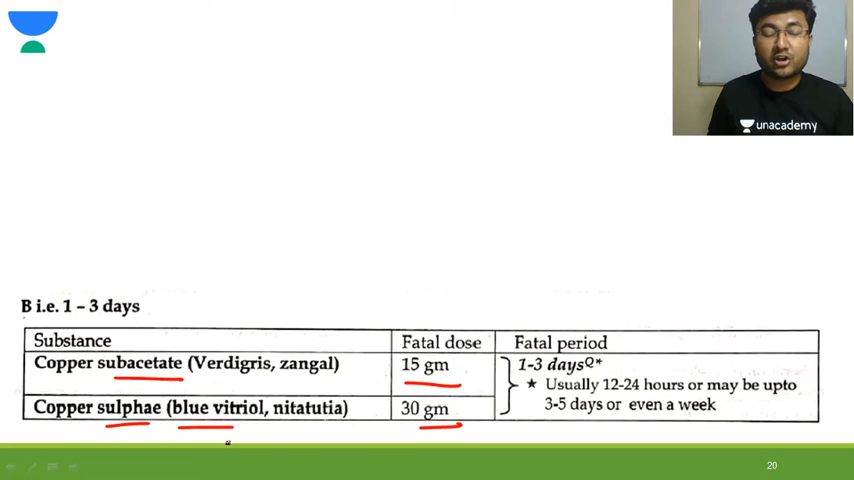 unacademy
B i.e. 1 – 3 days
Substance Fatal dose Fatal period
Copper subacetate (Verdigris, zangal) 15 gm 1-3 daysQ*
★ Usually 12-24 hours or may be upto
Copper sulphae (blue vitriol, nitatutia) 30 gm 3-5 days or even a week
20